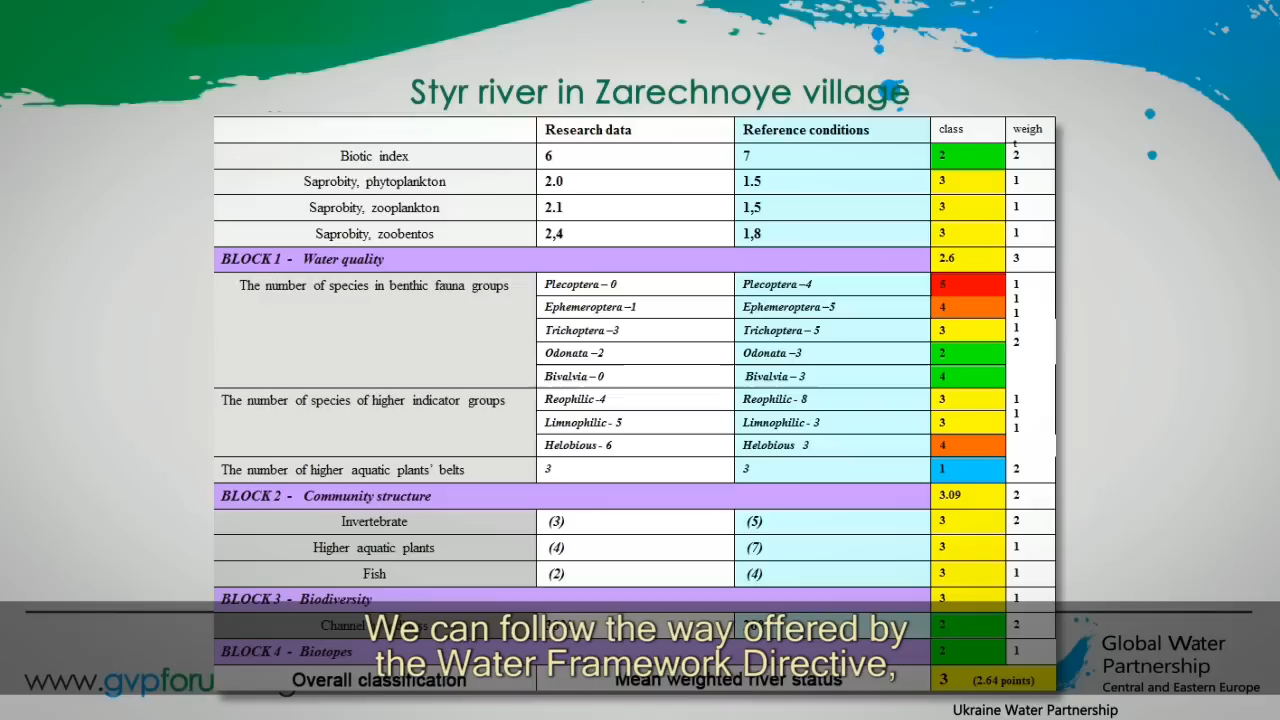 Styr river in Zarechnoye village
Research data Reference conditions class weight
Biotic index 6 7 2 2
Saprobity, phytoplankton 2.0 1.5 3 1
Saprobity, zooplankton 2.1 1,5 3 1
Saprobity, zoobentos 2,4 1,8 3 1
BLOCK 1 - Water quality 2.6 3
The number of species in benthic fauna groups Plecoptera – 0 Plecoptera –4 5 1
Ephemeroptera –1 Ephemeroptera –5 4 1
Trichoptera –3 Trichoptera – 5 3 1
Odonata –2 Odonata –3 2 1
Bivalvia –0 Bivalvia – 3 4 2
The number of species of higher indicator groups Reophilic -4 Reophilic - 8 3 1
Limnophilic - 5 Limnophilic - 3 3 1
Helobious - 6 Helobious 3 4 1
The number of higher aquatic plants' belts 3 3 1 2
BLOCK 2 - Community structure 3.09 2
Invertebrate (3) (5) 3 2
Higher aquatic plants (4) (7) 3 1
Fish (2) (4) 3 1
BLOCK 3 - Biodiversity 3 1
2 2
We can follow the way offered by
BLOCK 4 - Biotopes 2 1
the Water Framework Directive,
Overall classification Mean weighted river status 3 (2.64 points)
www.gvpforu
Global Water
Partnership
Central and Eastern Europe
Ukraine Water Partnership